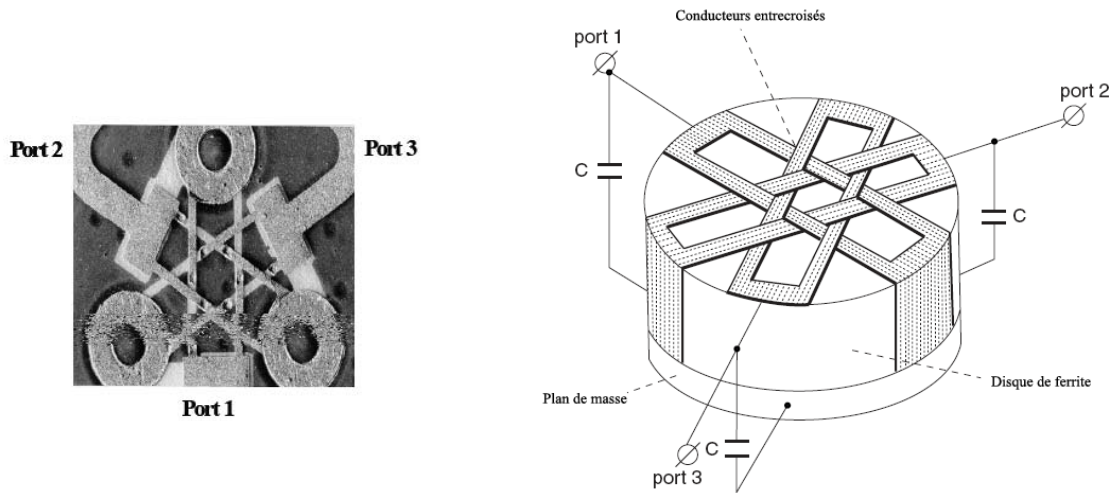 Port 2
Port 3
Port 1
Conducteurs entrecroisés
port 1
port 2
C
C
Disque de ferrite
Plan de masse
C
port 3